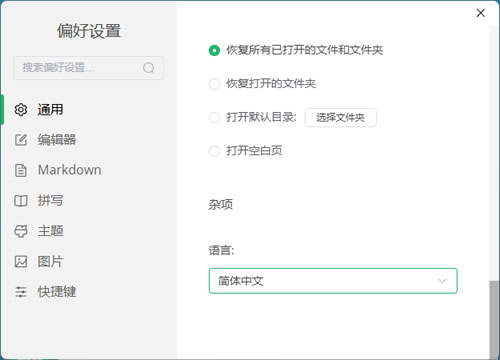 偏好设置
搜索偏好设置...
通用
编辑器
Markdown
拼写
主题
图片
快捷键
恢复所有已打开的文件和文件夹
恢复打开的文件夹
打开默认目录: 选择文件夹
打开空白页
杂项
语言:
简体中文